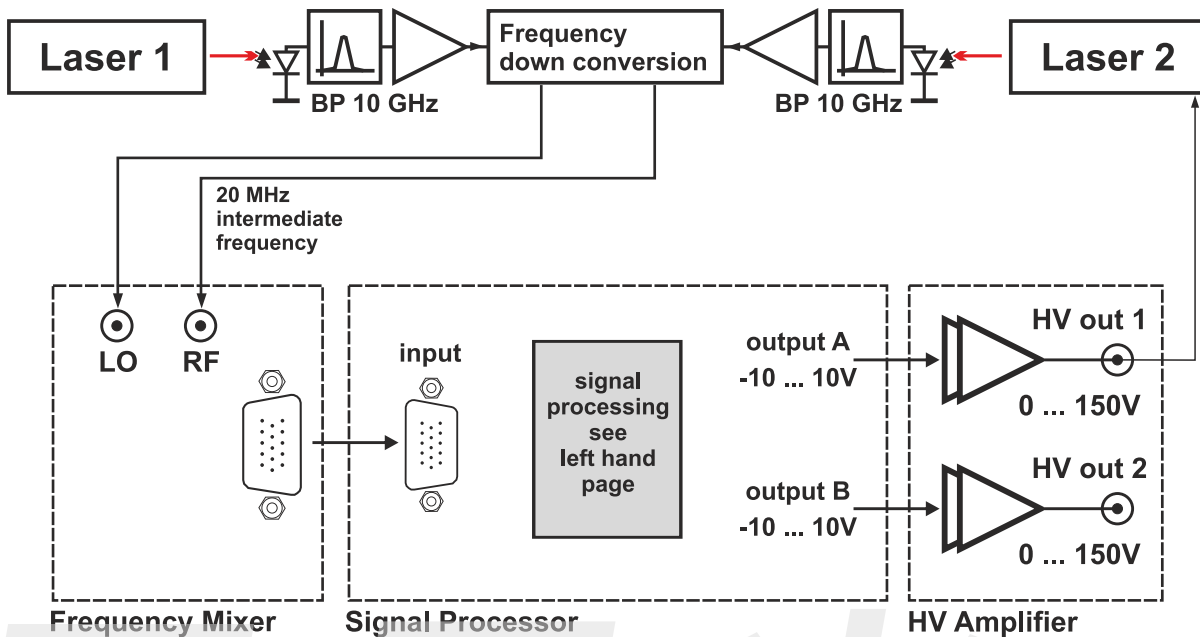 Laser 1
BP 10 GHz
Frequency
down conversion
BP 10 GHz
Laser 2
20 MHz
intermediate
frequency
LO
RF
input
signal
processing
see
left hand
page
output A
-10 ... 10V
output B
-10 ... 10V
HV out 1
0 ... 150V
HV out 2
0 ... 150V
Frequency Mixer
Signal Processor
HV Amplifier